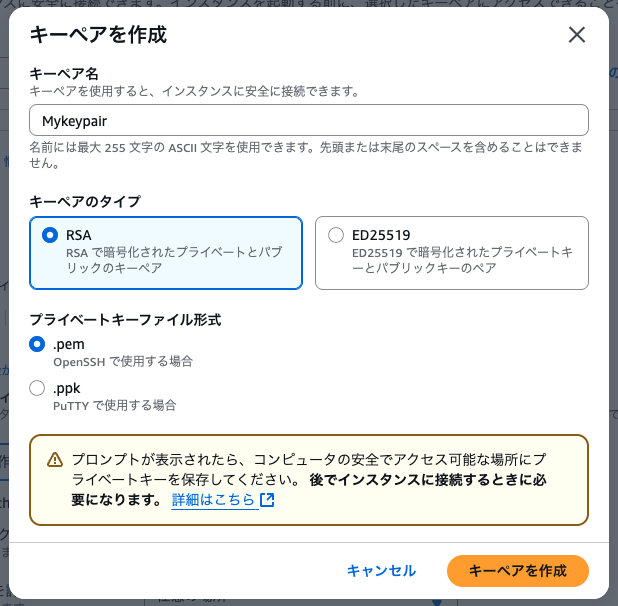 キーペアを作成
キーペア名
キーペアを使用すると、インスタンスに安全に接続できます。
Mykeypair
名前には最大 255 文字の ASCII 文字を使用できます。先頭または末尾のスペースを含めることはできま
せん。
キーペアのタイプ
RSA
RSA で暗号化されたプライベートとパブ
リックのキーペア
ED25519
ED25519 で暗号化されたプライベートキ
ーとパブリックキーのペア
プライベートキーファイル形式
.pem
OpenSSH で使用する場合
.ppk
PuTTY で使用する場合
プロンプトが表示されたら、コンピュータの安全でアクセス可能な場所にプ
ライベートキーを保存してください。 後でインスタンスに接続するときに必
要になります。 詳細はこちら
キャンセル
キーペアを作成